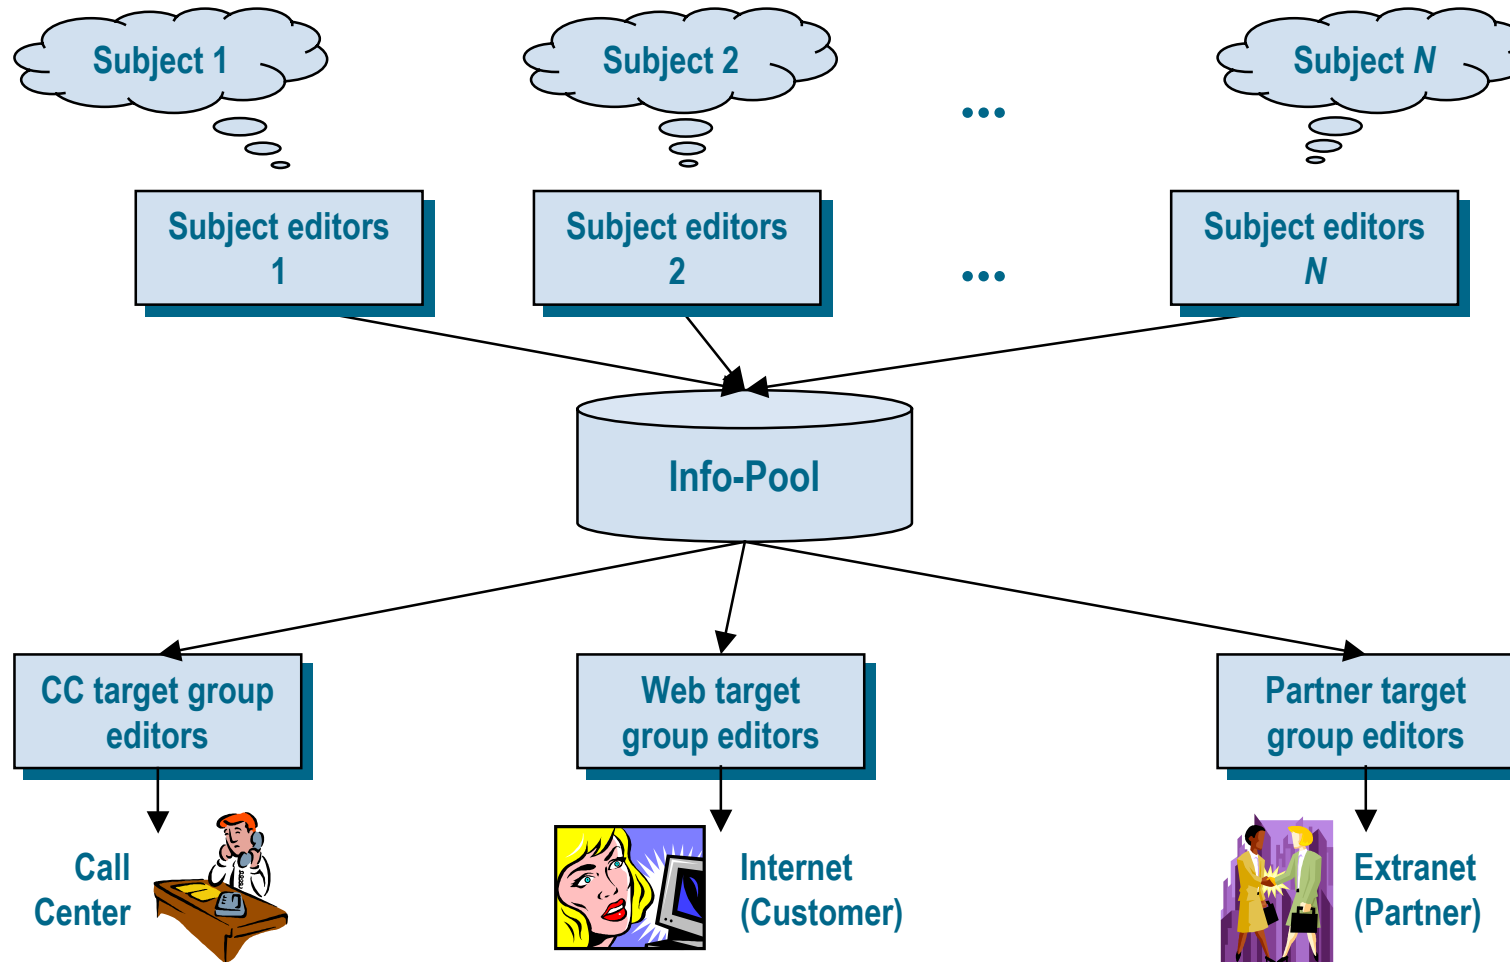 Subject 1
Subject 2
...
Subject N
Subject editors
1
Subject editors
2
...
Subject editors
N
Info-Pool
CC target group
editors
Web target
group editors
Partner target
group editors
Call
Center
Internet
(Customer)
Extranet
(Partner)